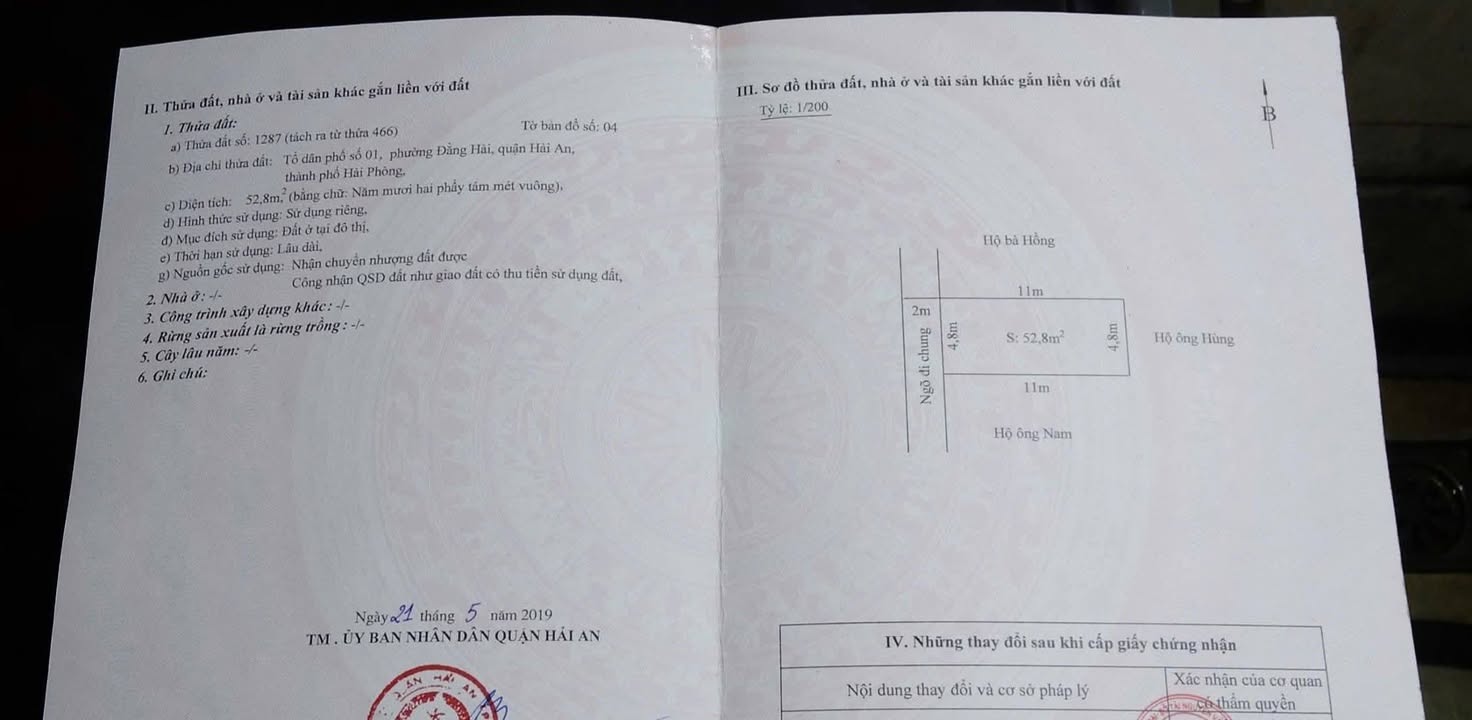 II. Thửa đất, nhà ở và tài sản khác gắn liền với đất
1. Thửa đất:
a) Thửa đất số: 1287 (tách ra từ thửa 466) Tờ bản đồ số: 04
b) Địa chỉ thửa đất: Tổ dân phố số 01, phường Đằng Hải, quận Hải An,
thành phố Hải Phòng,
c) Diện tích: 52,8m,² (bằng chữ: Năm mươi hai phẩy tám mét vuông),
d) Hình thức sử dụng: Sử dụng riêng,
đ) Mục đích sử dụng: Đất ở tại đô thị,
e) Thời hạn sử dụng: Lâu dài,
g) Nguồn gốc sử dụng: Nhận chuyển nhượng đất được
Công nhận QSD đất như giao đất có thu tiền sử dụng đất,
2. Nhà ở: -/-
3. Công trình xây dựng khác: -/-
4. Rừng sản xuất là rừng trồng: -/-
5. Cây lâu năm: -/-
6. Ghi chú:
Ngày 21 tháng 5 năm 2019
TM. ỦY BAN NHÂN DÂN QUẬN HẢI AN
III. Sơ đồ thửa đất, nhà ở và tài sản khác gắn liền với đất
Tỷ lệ: 1/200
B
Hộ bà Hồng
11m
2m
Ngõ đi chung
4,8m
S: 52,8m²
4,8m
Hộ ông Hùng
11m
Hộ ông Nam
IV. Những thay đổi sau khi cấp giấy chứng nhận
Nội dung thay đổi và cơ sở pháp lý
Xác nhận của cơ quan
có thẩm quyền